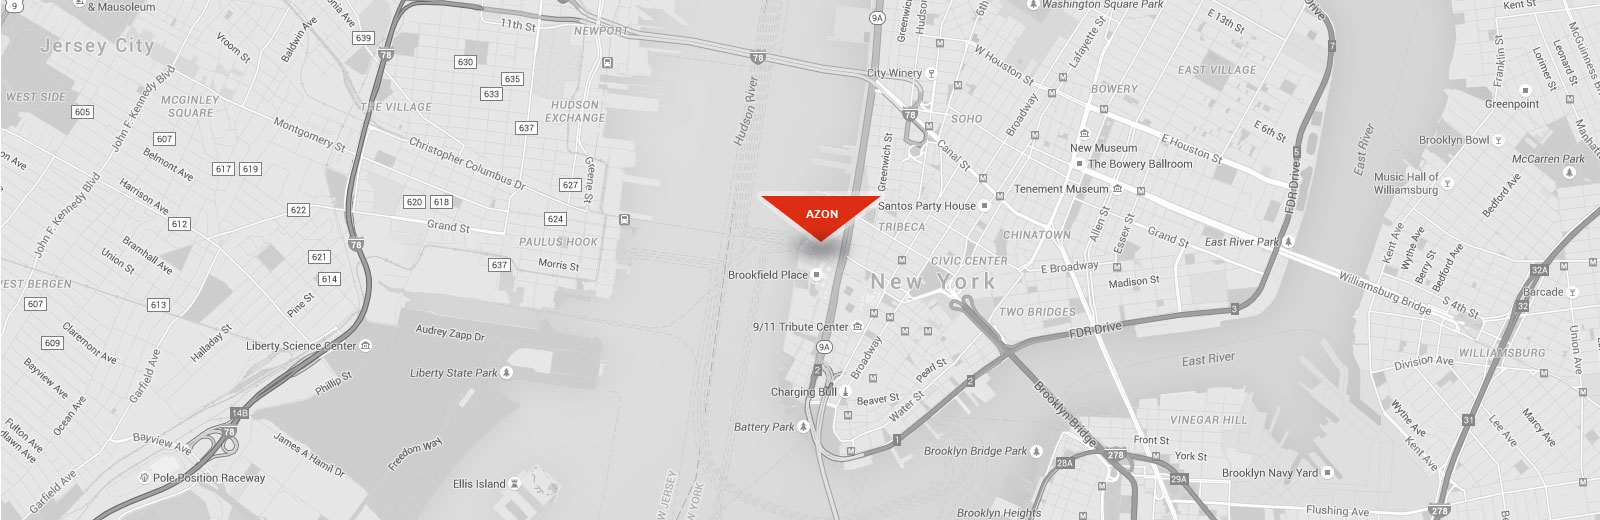 9
& Mausoleum
11th St
NEWPORT
9A
Washington Square Park
E 13th St
Kent St
Jersey City
Vroom St
Baldwin Ave
639
78
78
630
635
633
City Winery
W Houston St
Lafayette St
EAST VILLAGE
7
Franklin St
Leonard St
Lorimer St
WEST SIDE
MCGINLEY
SQUARE
John F. Kennedy Blvd
THE VILLAGE
HUDSON
EXCHANGE
Hudson River
78
SOHO
Broadway
BOWERY
Greenpoint
605
607
Montgomery St
637
Greenwich St
Canal St
New Museum
E Houston St
E 6th St
East River
Brooklyn Bowl
Belmont Ave
617
619
Christopher Columbus Dr
627
Greene St
The Bowery Ballroom
5
McCarren Park
Harrison Ave
Tenement Museum
FDR Drive
Music Hall of
Williamsburg
Bedford Ave
622
620
618
624
AZON
Santos Party House
John F. Kennedy Blvd
612
Grand St
TRIBECA
CHINATOWN
Allen St
Essex St
Grand St
East River Park
Kent Ave
Wythe Ave
Berry St
Bedford Ave
Bramhall Ave
Union St
78
PAULUS HOOK
621
637
Morris St
CIVIC CENTER
E Broadway
32A
614
Brookfield Place
New York
Madison St
Williamsburg Bridge
S 4th St
Barcade
607
613
Pine St
TWO BRIDGES
3
32
609
Claremont Ave
Halladay St
Audrey Zapp Dr
9/11 Tribute Center
FDR Drive
Liberty Science Center
9A
Broadway
East River
WILLIAMSBURG
Union Ave
Bayview Ave
Garfield Ave
Phillip St
Liberty State Park
2
Pearl St
Division Ave
Charging Bull
Beaver St
2
Water St
Brooklyn Bridge
Wythe Ave
Ocean Ave
14B
78
Battery Park
VINEGAR HILL
31
Lee Ave
Marcy Ave
Fulton Ave
Bayview Ave
James A Hamil Dr
Freedom Way
1
Front St
Kent Ave
Brooklyn Bridge Park
28A
278
York St
Pole Position Raceway
Ellis Island
29A
Brooklyn Navy Yard
Garfield Ave
NEW YORK
Brooklyn Heights
Flushing Ave
278